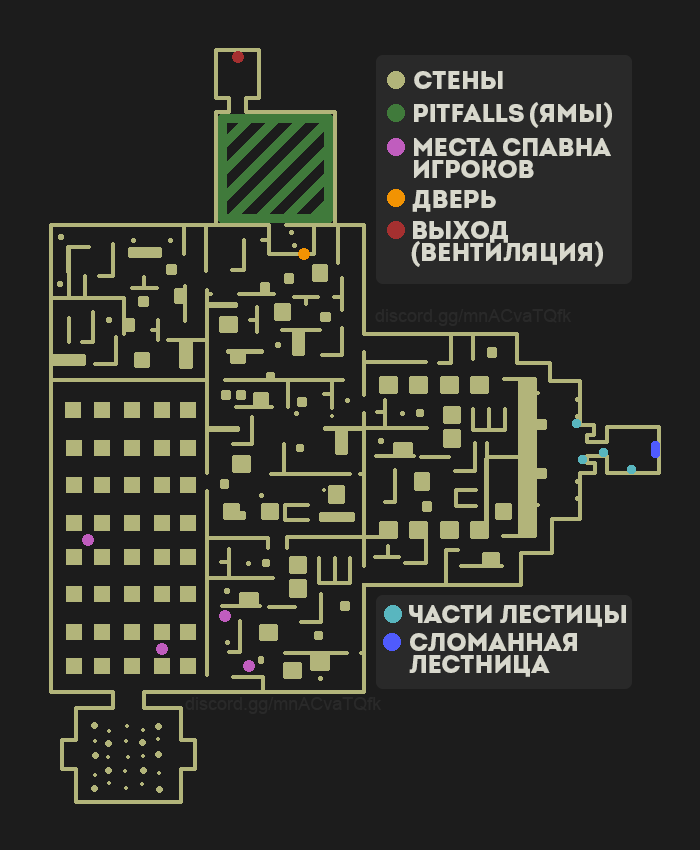 СТЕНЫ
PITFALLS (ЯМЫ)
МЕСТА СПАВНА
ИГРОКОВ
ДВЕРЬ
ВЫХОД
(ВЕНТИЛЯЦИЯ)
discord.gg/mnACvaTQfk
ЧАСТИ ЛЕСТИЦЫ
СЛОМАННАЯ
ЛЕСТНИЦА
discord.gg/mnACvaTQfk